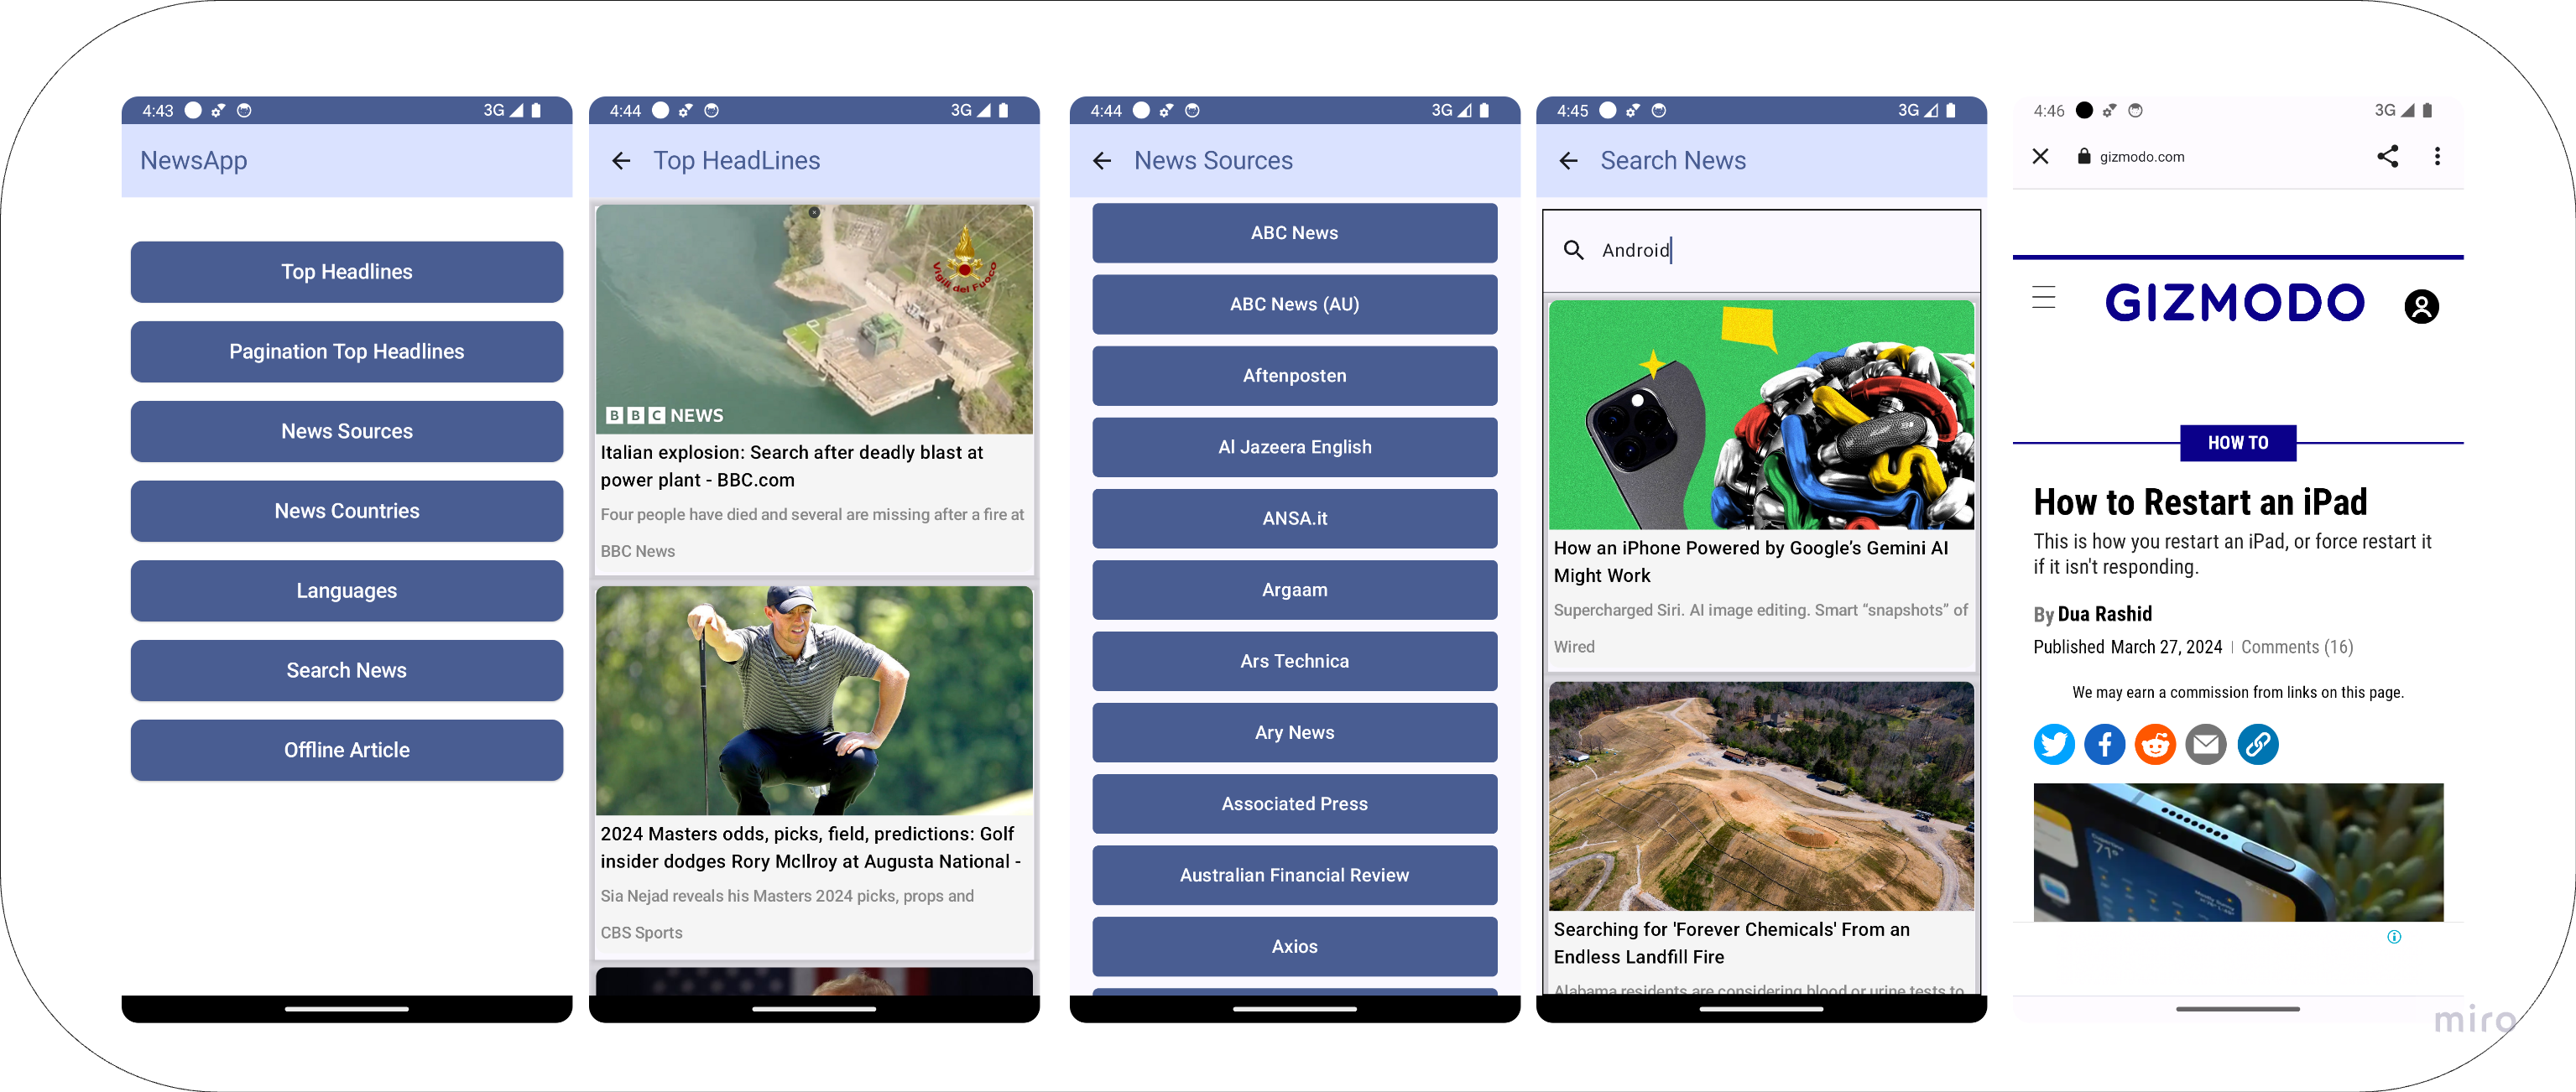 4:43
3G
NewsApp
Top Headlines
Pagination Top Headlines
News Sources
News Countries
Languages
Search News
Offline Article
4:44
3G
Top HeadLines
Vigili del Fuoco
BBC NEWS
Italian explosion: Search after deadly blast at
power plant - BBC.com
Four people have died and several are missing after a fire at
BBC News
2024 Masters odds, picks, field, predictions: Golf
insider dodges Rory McIlroy at Augusta National -
Sia Nejad reveals his Masters 2024 picks, props and
CBS Sports
4:44
3G
News Sources
ABC News
ABC News (AU)
Aftenposten
Al Jazeera English
ANSA.it
Argaam
Ars Technica
Ary News
Associated Press
Australian Financial Review
Axios
4:45
3G
Search News
Android
How an iPhone Powered by Google’s Gemini AI
Might Work
Supercharged Siri. AI image editing. Smart “snapshots” of
Wired
Searching for 'Forever Chemicals' From an
Endless Landfill Fire
Alabama residents are considering blood or urine tests to
4:46
3G
gizmodo.com
GIZMODO
HOW TO
How to Restart an iPad
This is how you restart an iPad, or force restart it
if it isn't responding.
By Dua Rashid
Published March 27, 2024 | Comments (16)
We may earn a commission from links on this page.
71°
miro